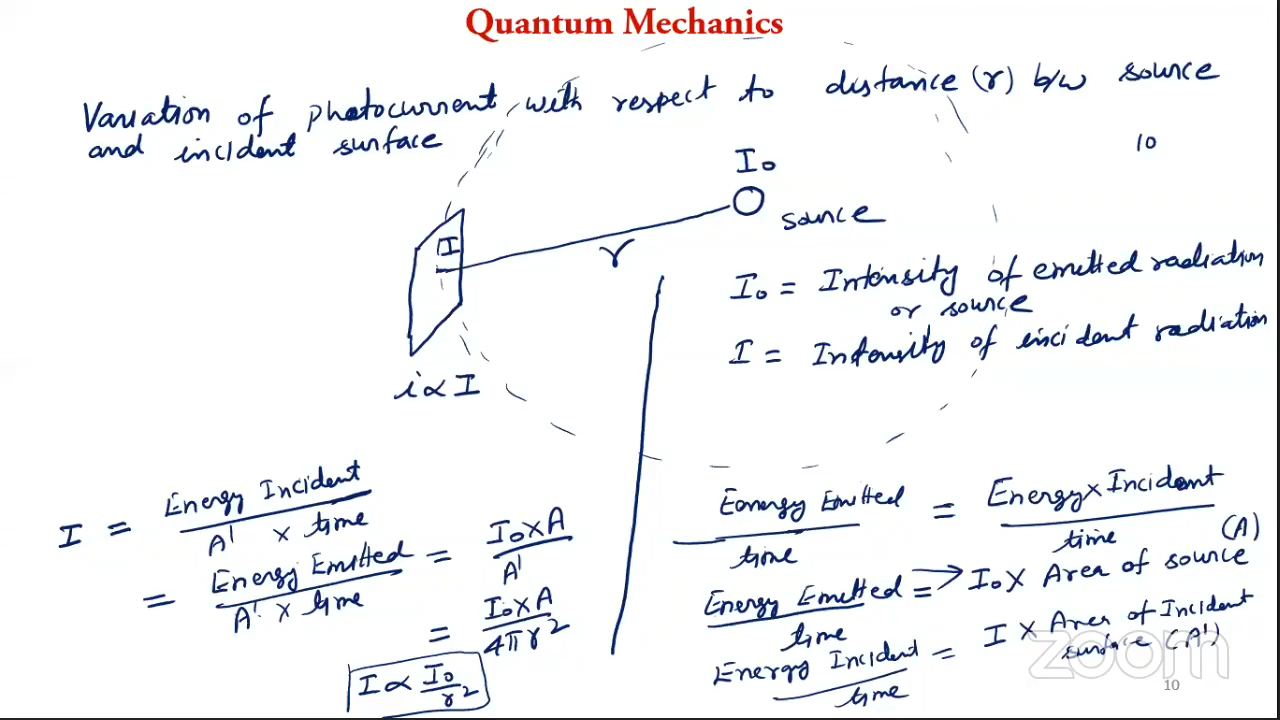 Quantum Mechanics
Variation of photocurrent with respect to distance (r) b/w source
and incident surface
10
I₀
source
I
r
I₀ = Intensity of emitted radiation
or source
I = Intensity of incident radiation
i ∝ I
I = Energy Incident / A' × time
= Energy Emitted / A' × time = I₀ × A / A'
= I₀ × A / 4πr²
I ∝ I₀ / r²
Eonergy Emitted / time = Energy × Incident / time
Energy Emitted / time = I₀ × Area of source (A)
Energy Incident / time = I × Area of Incident
surface (A')
zoom
10